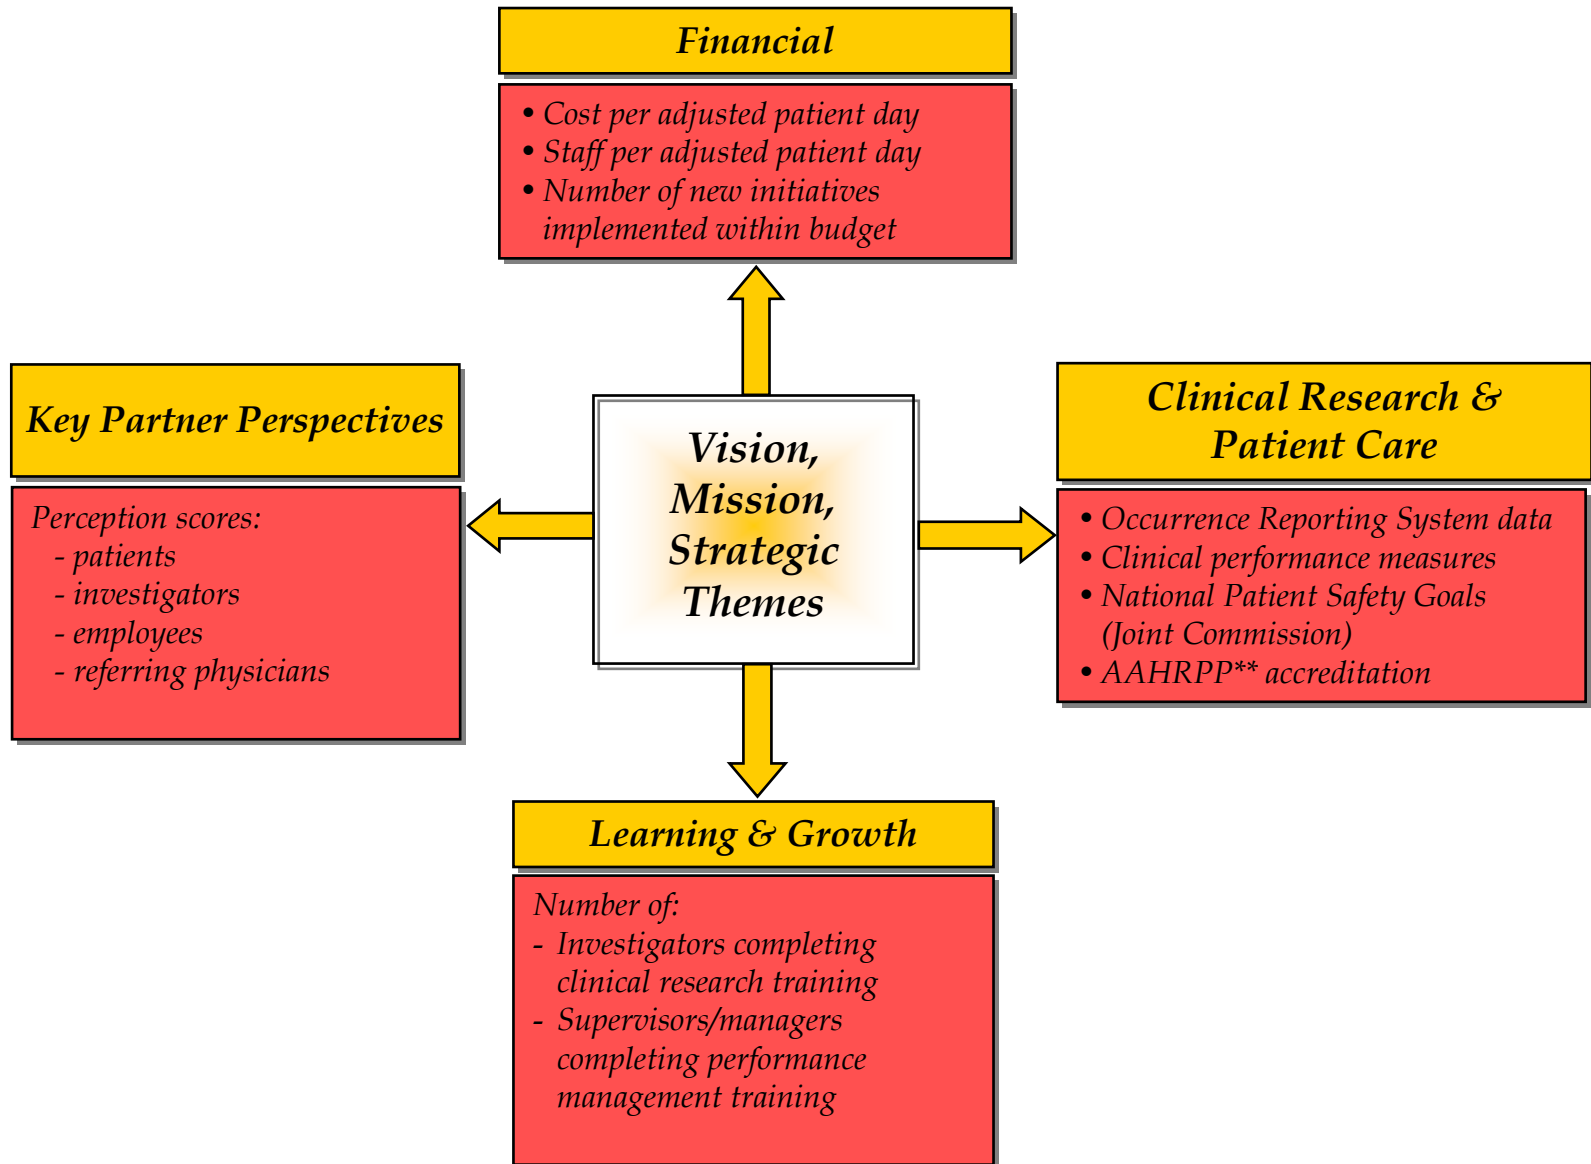 Financial
• Cost per adjusted patient day
• Staff per adjusted patient day
• Number of new initiatives
implemented within budget
Key Partner Perspectives
Perception scores:
- patients
- investigators
- employees
- referring physicians
Vision,
Mission,
Strategic
Themes
Clinical Research &
Patient Care
• Occurrence Reporting System data
• Clinical performance measures
• National Patient Safety Goals
(Joint Commission)
• AAHRPP** accreditation
Learning & Growth
Number of:
- Investigators completing
clinical research training
- Supervisors/managers
completing performance
management training